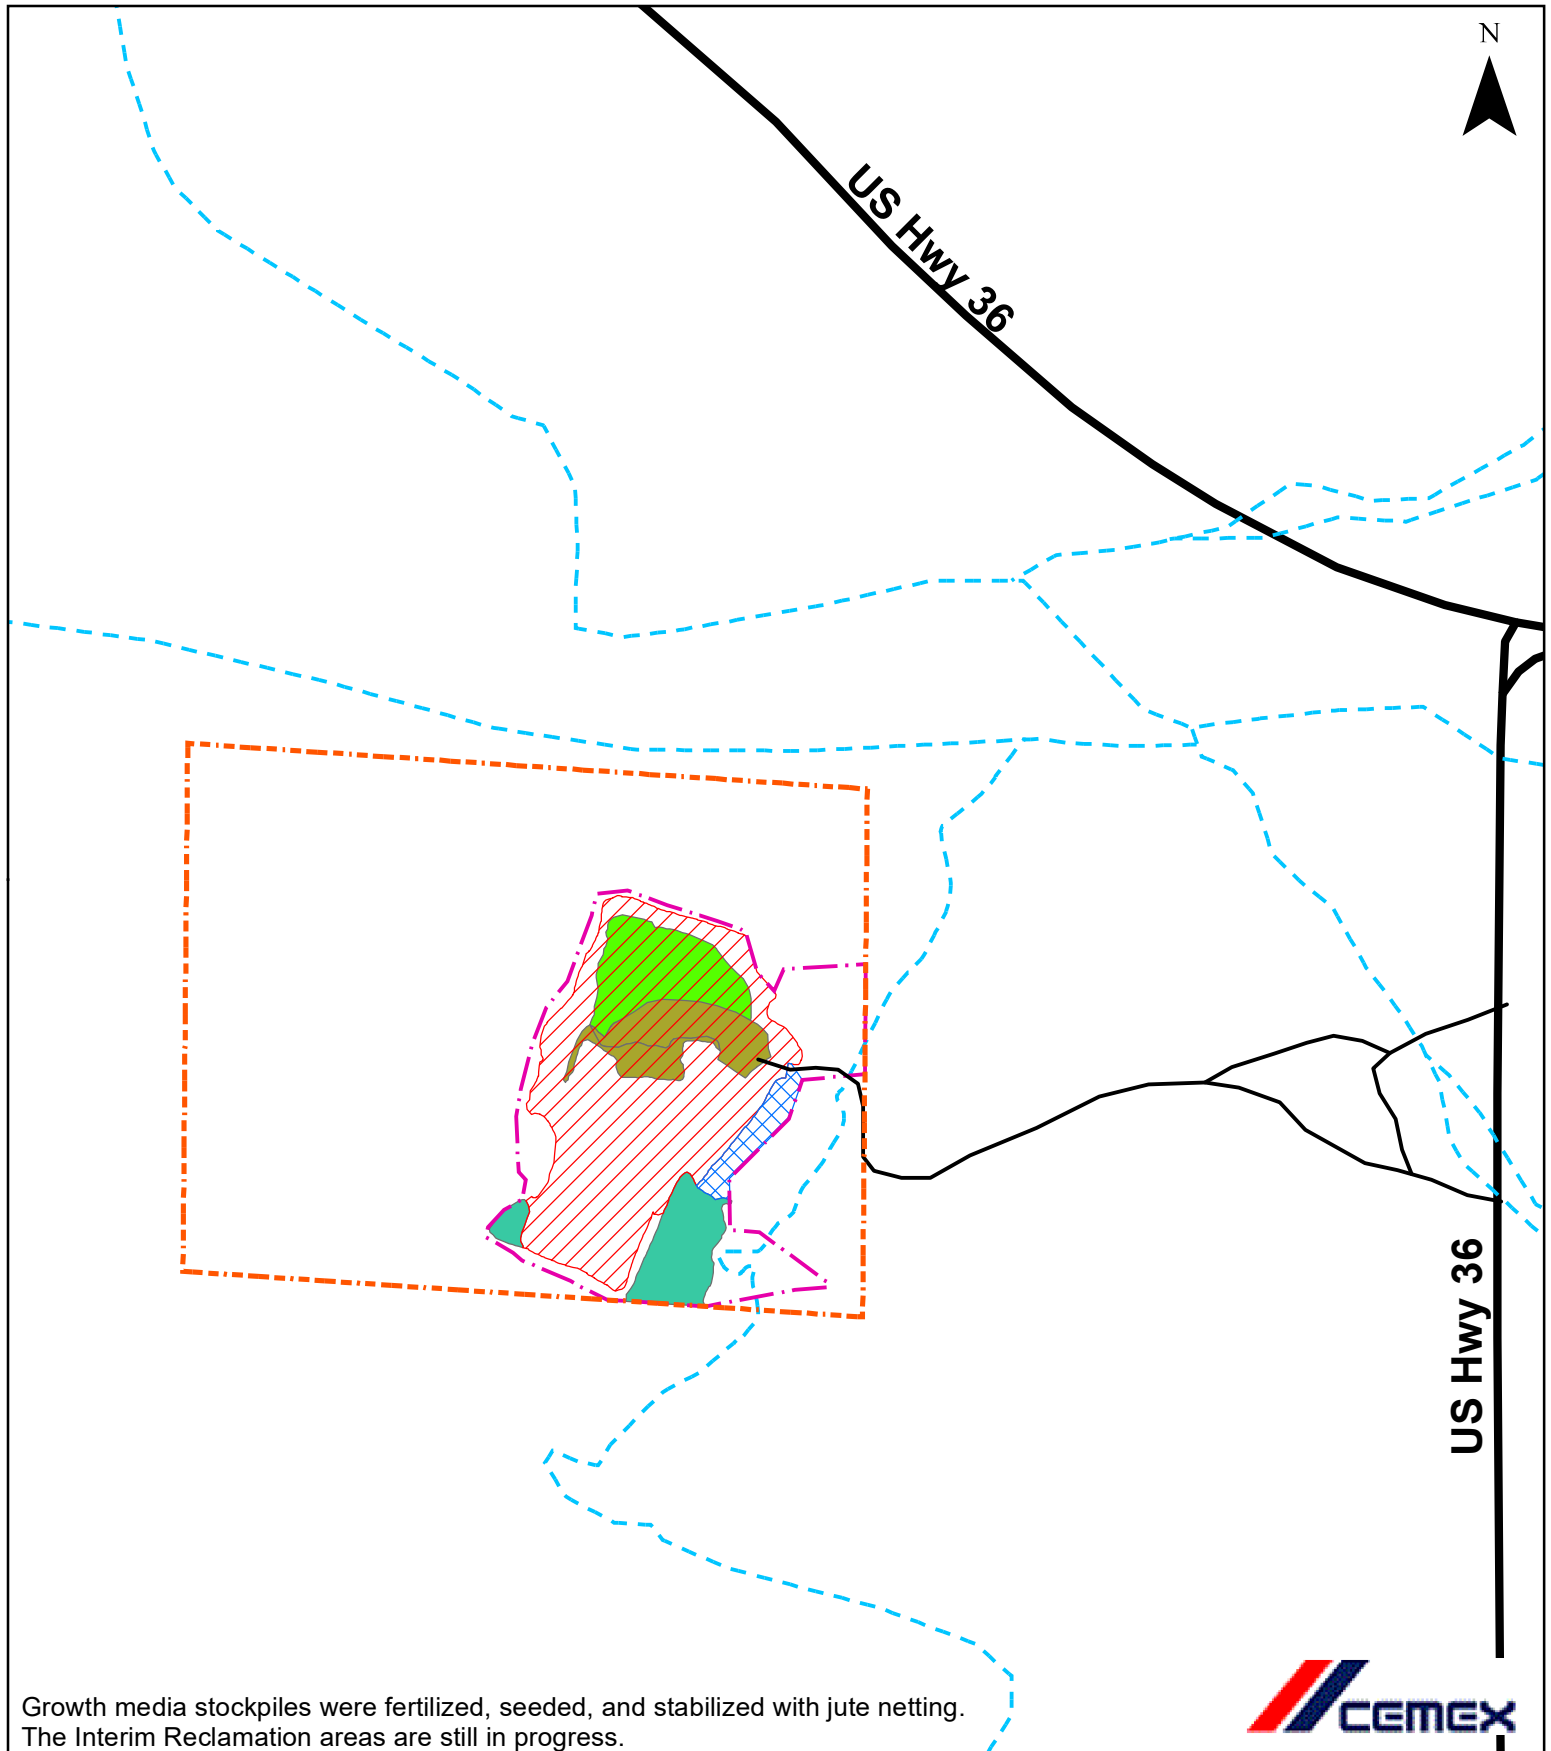 N
US Hwy 36
US Hwy 36
Growth media stockpiles were fertilized, seeded, and stabilized with jute netting.
The Interim Reclamation areas are still in progress.
CEMEX